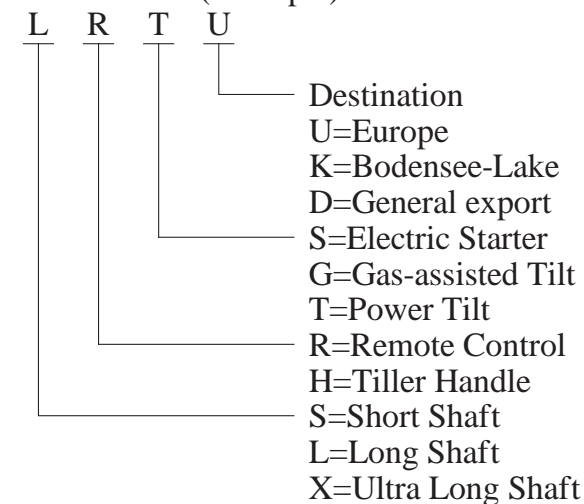 L R T U
Destination
U=Europe
K=Bodensee-Lake
D=General export
S=Electric Starter
G=Gas-assisted Tilt
T=Power Tilt
R=Remote Control
H=Tiller Handle
S=Short Shaft
L=Long Shaft
X=Ultra Long Shaft